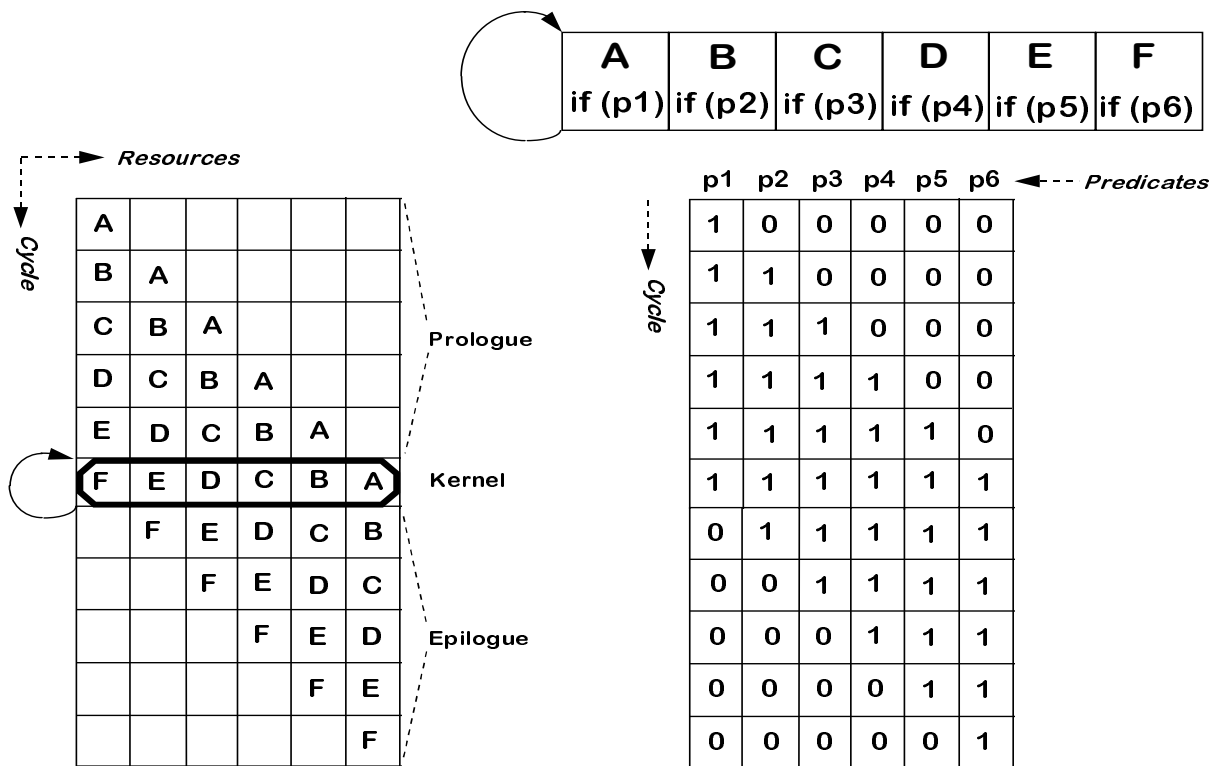 A B C D E F
if (p1) if (p2) if (p3) if (p4) if (p5) if (p6)
Resources
Cycle
A
B A
C B A
D C B A
E D C B A
F E D C B A
F E D C B
F E D C
F E D
F E
F
Prologue
Kernel
Epilogue
p1 p2 p3 p4 p5 p6
Predicates
Cycle
1 0 0 0 0 0
1 1 0 0 0 0
1 1 1 0 0 0
1 1 1 1 0 0
1 1 1 1 1 0
1 1 1 1 1 1
0 1 1 1 1 1
0 0 1 1 1 1
0 0 0 1 1 1
0 0 0 0 1 1
0 0 0 0 0 1